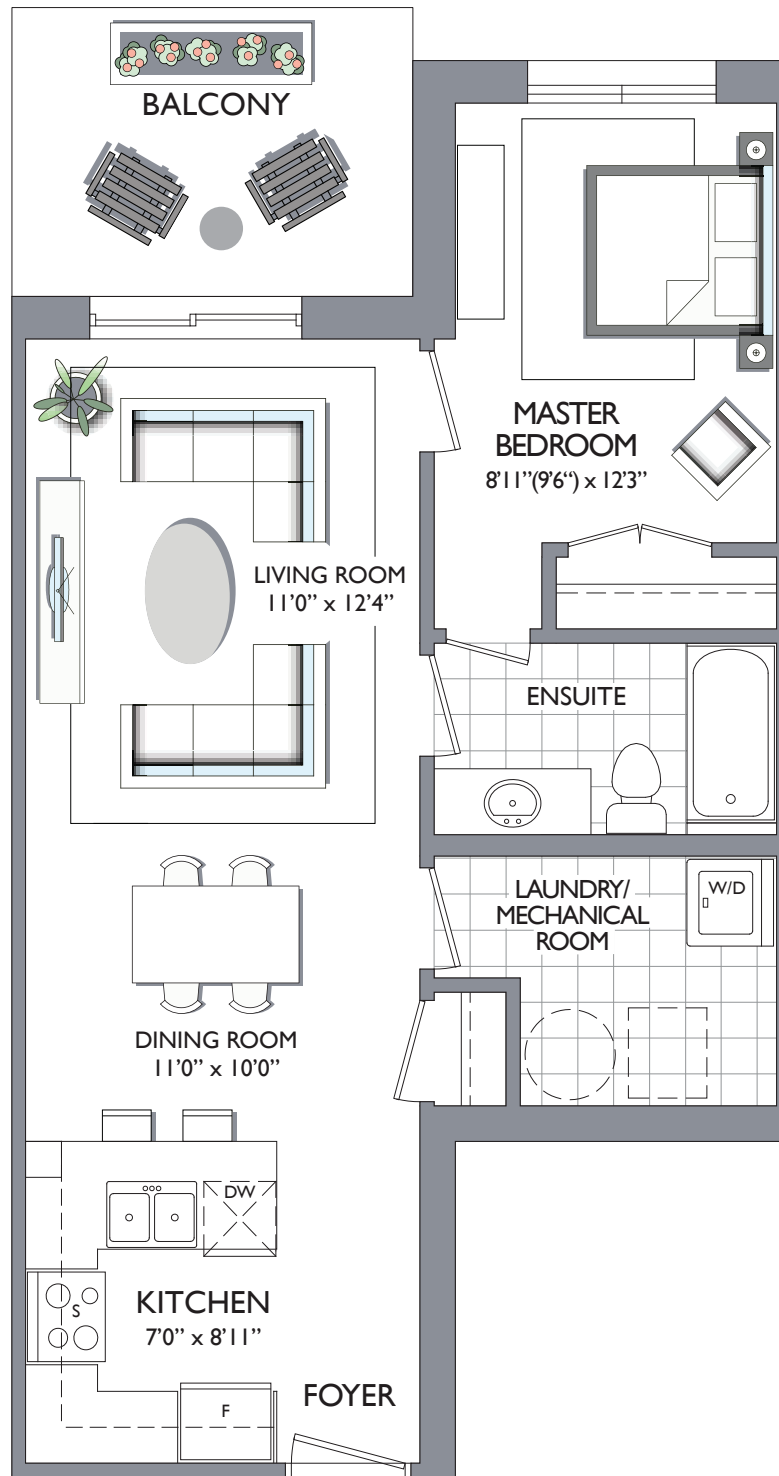 BALCONY
MASTER
BEDROOM
8'11"(9'6“) x 12'3"
LIVING ROOM
11'0" x 12'4"
ENSUITE
LAUNDRY/
MECHANICAL
ROOM
W/D
DINING ROOM
11'0" x 10'0"
DW
S
KITCHEN
7'0" x 8'11"
F
FOYER